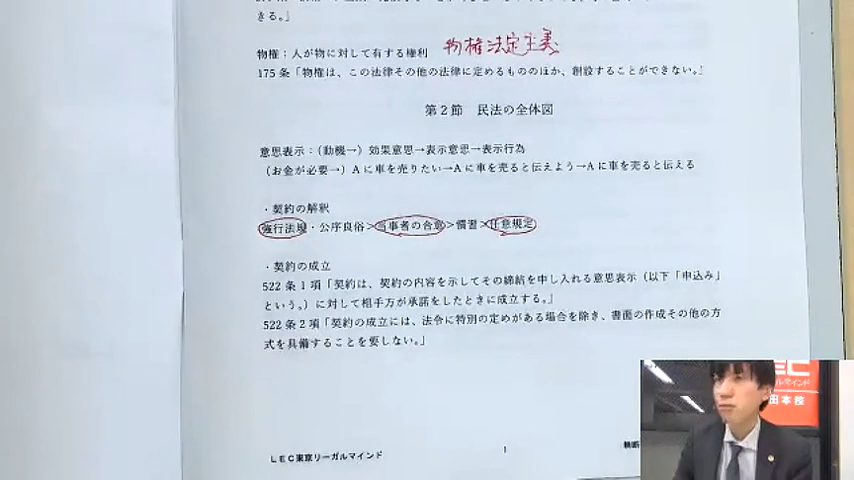 きる。」
物権：人が物に対して有する権利 物権法定主義
175条「物権は、この法律その他の法律に定めるもののほか、創設することができない。」
第2節 民法の全体図
意思表示：（動機→）効果意思→表示意思→表示行為
（お金が必要→）Aに車を売りたい→Aに車を売ると伝えよう→Aに車を売ると伝える
・契約の解釈
強行法規・公序良俗＞当事者の合意＞慣習＞任意規定
・契約の成立
522条1項「契約は、契約の内容を示してその締結を申し入れる意思表示（以下「申込み」
という。）に対して相手方が承諾をしたときに成立する。」
522条2項「契約の成立には、法令に特別の定めがある場合を除き、書面の作成その他の方
式を具備することを要しない。」
LEC東京リーガルマインド 1
EC
ルマインド
田本校